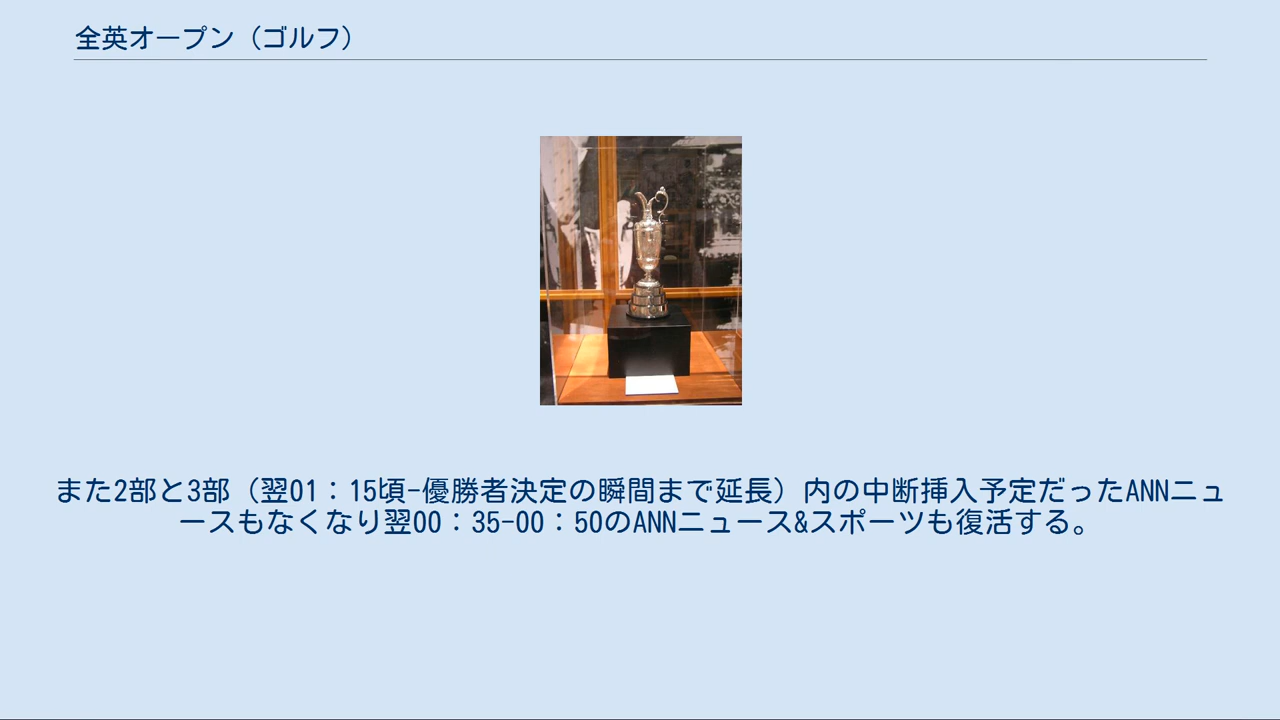 全英オープン（ゴルフ）
また2部と3部（翌01：15頃-優勝者決定の瞬間まで延長）内の中断挿入予定だったANNニュ
ースもなくなり翌00：35-00：50のANNニュース&スポーツも復活する。